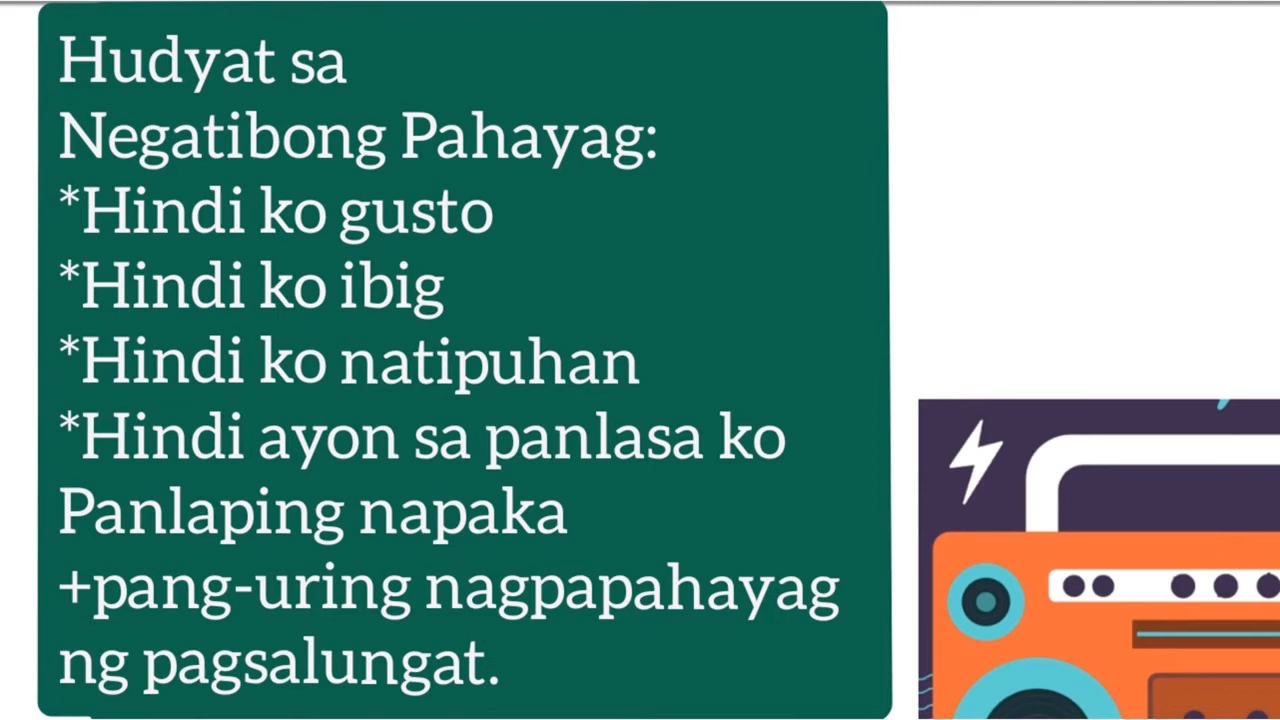 Hudyat sa
Negatibong Pahayag:
*Hindi ko gusto
*Hindi ko ibig
*Hindi ko natipuhan
*Hindi ayon sa panlasa ko
Panlaping napaka
+pang-uring nagpapahayag
ng pagsalungat.